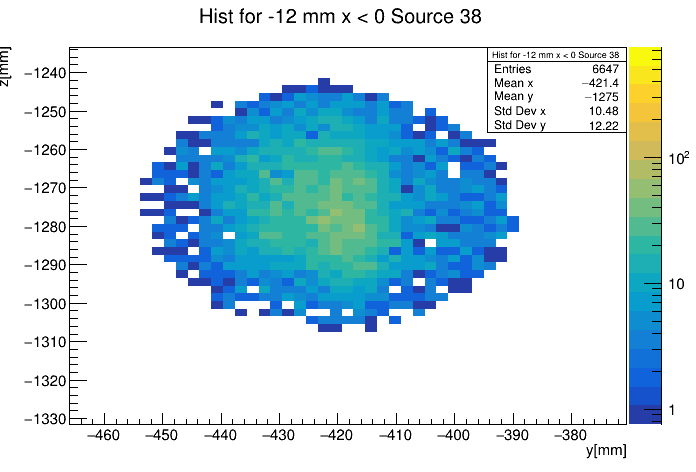 Hist for -12 mm x < 0 Source 38
z[mm]
Hist for -12 mm x < 0 Source 38
Entries 6647
Mean x −421.4
Mean y −1275
Std Dev x 10.48
Std Dev y 12.22
−1240
−1250
−1260
−1270
−1280
−1290
−1300
−1310
−1320
−1330
10²
10
1
−460 −450 −440 −430 −420 −410 −400 −390 −380
y[mm]